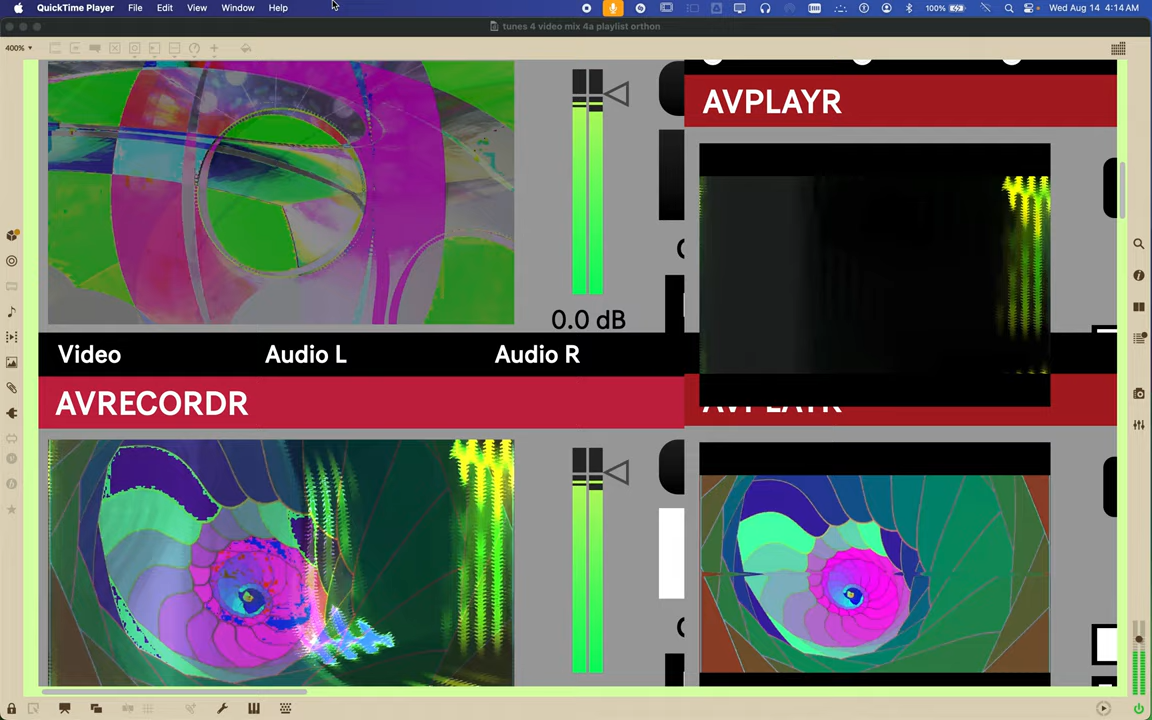 QuickTime Player File Edit View Window Help 100% Wed Aug 14 4:14 AM
tunes 4 video mix 4a playlist orthon
400%
AVPLAYR
0.0 dB
Video Audio L Audio R
AVRECORDR
AVPLAYR